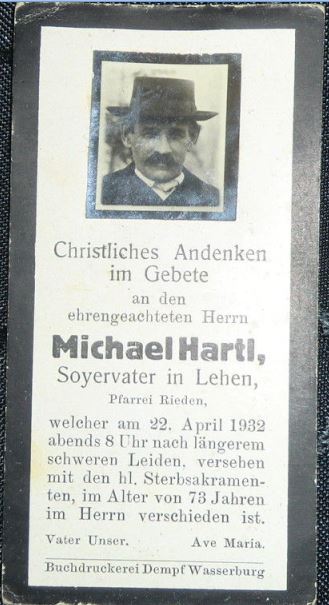 Christliches Andenken
im Gebete
an den
ehrengeachteten Herrn
Michael Hartl,
Soyervater in Lehen,
Pfarrei Rieden,
welcher am 22. April 1932
abends 8 Uhr nach längerem
schweren Leiden, versehen
mit den hl. Sterbsakramen-
ten, im Alter von 73 Jahren
im Herrn verschieden ist.
Vater Unser. Ave Maria.
Buchdruckerei Dempf Wasserburg